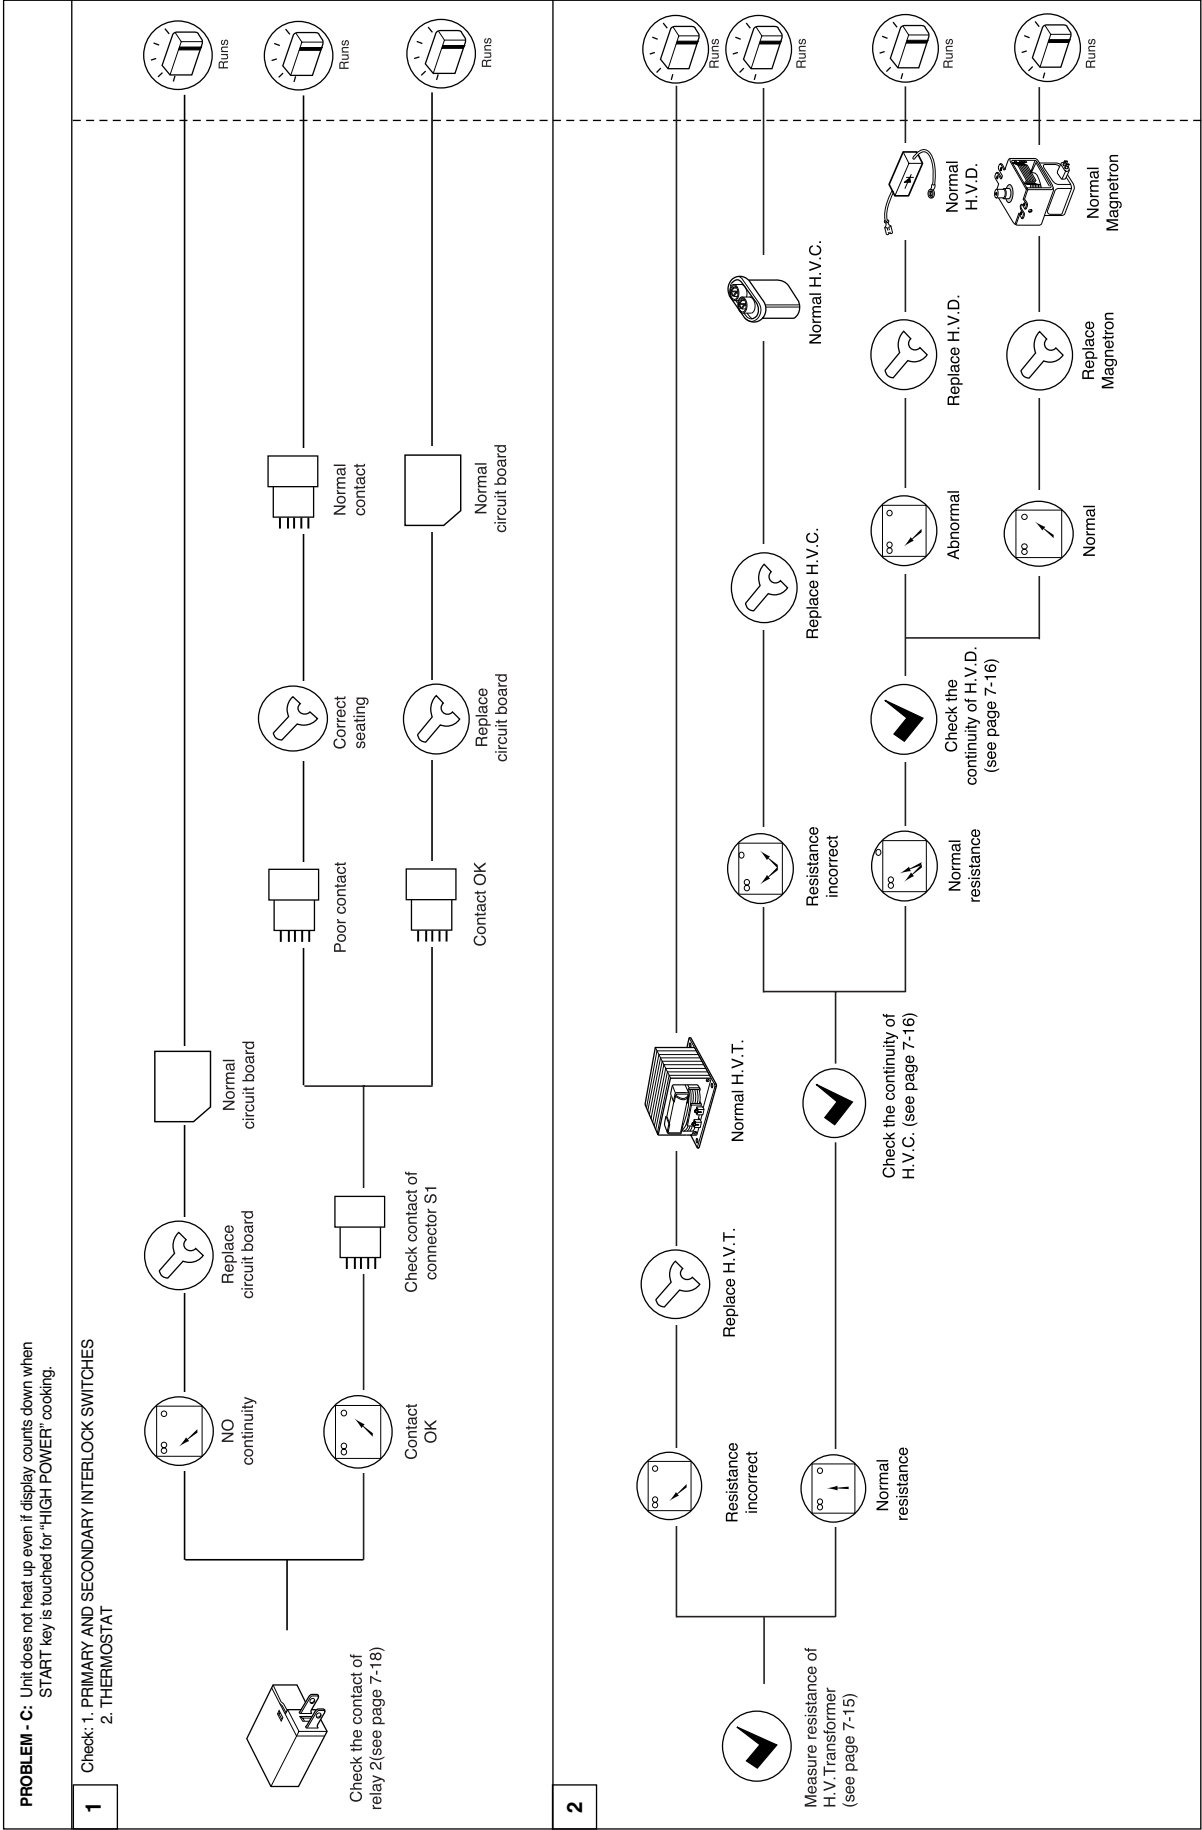 PROBLEM - C: Unit does not heat up even if display counts down when
START key is touched for "HIGH POWER" cooking.
1
Check: 1. PRIMARY AND SECONDARY INTERLOCK SWITCHES
2. THERMOSTAT
Check the contact of
relay 2(see page 7-18)
NO
continuity
Replace
circuit board
Normal
circuit board
Runs
Contact
OK
Check contact of
connector S1
Poor contact
Correct
seating
Normal
contact
Runs
Contact OK
Replace
circuit board
Normal
circuit board
Runs
2
Measure resistance of
H.V.Transformer
(see page 7-15)
Resistance
incorrect
Replace H.V.T.
Normal H.V.T.
Runs
Normal
resistance
Check the continuity of
H.V.C. (see page 7-16)
Resistance
incorrect
Replace H.V.C.
Normal H.V.C.
Runs
Normal
resistance
Check the
continuity of H.V.D.
(see page 7-16)
Abnormal
Replace H.V.D.
Normal
H.V.D.
Runs
Normal
Replace
Magnetron
Normal
Magnetron
Runs